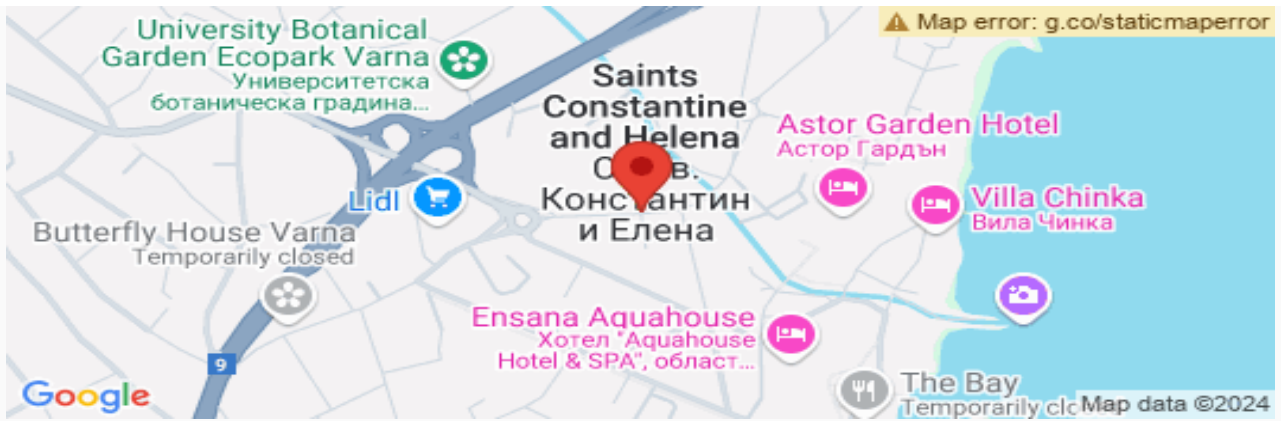 Map error: g.co/staticmaperror
University Botanical
Garden Ecopark Varna
Университетска
ботаническа градина...
Saints
Constantine
and Helena
Константин
и Елена
Astor Garden Hotel
Астор Гардън
Lidl
Villa Chinka
Вила Чинка
Butterfly House Varna
Temporarily closed
Ensana Aquahouse
Хотел "Aquahouse
Hotel & SPA", област...
9
The Bay
Temporarily
Google
Map data ©2024